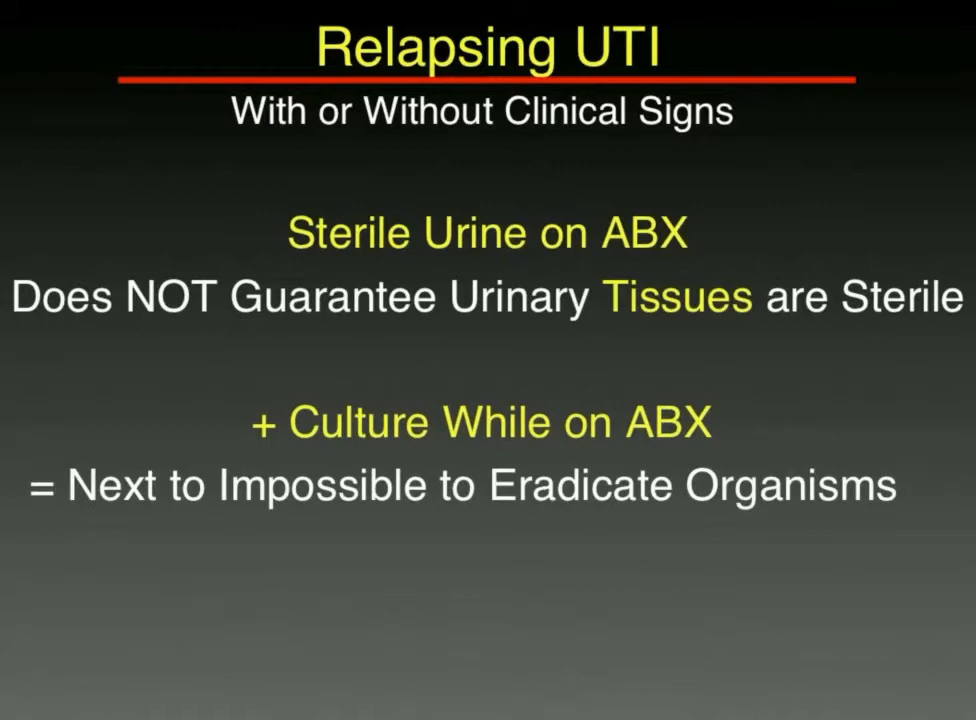 Relapsing UTI
With or Without Clinical Signs
Sterile Urine on ABX
Does NOT Guarantee Urinary Tissues are Sterile
+ Culture While on ABX
= Next to Impossible to Eradicate Organisms